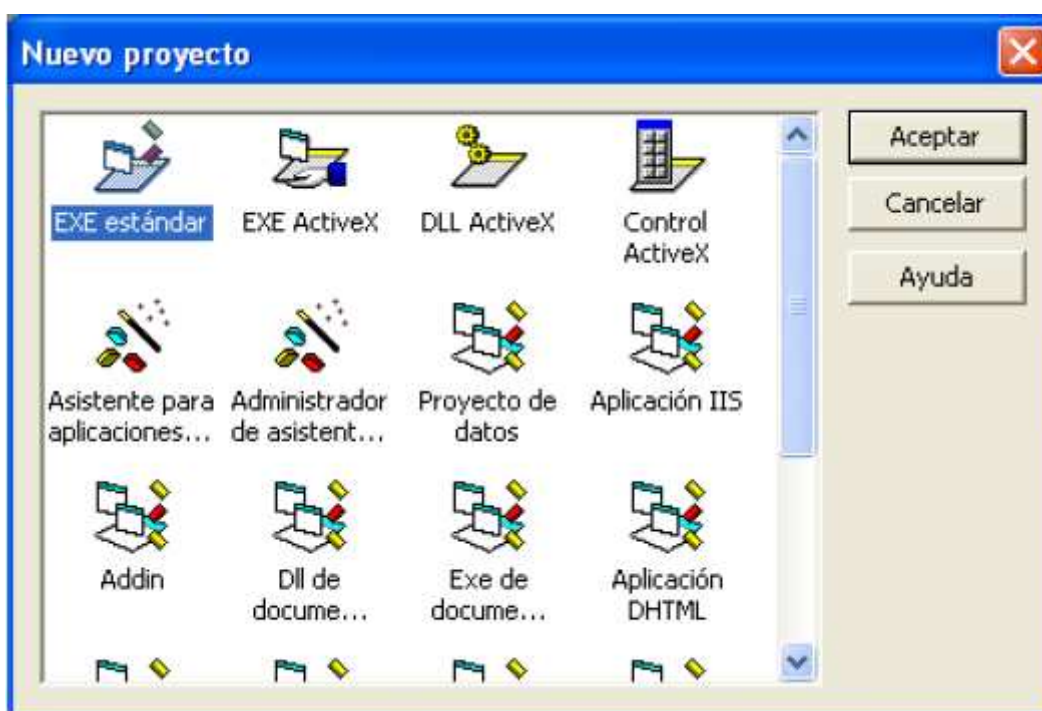 Nuevo proyecto
Aceptar
Cancelar
Ayuda
EXE estándar
EXE ActiveX
DLL ActiveX
Control
ActiveX
Asistente para
aplicaciones...
Administrador
de asistent...
Proyecto de
datos
Aplicación IIS
Addin
Dll de
docume...
Exe de
docume...
Aplicación
DHTML